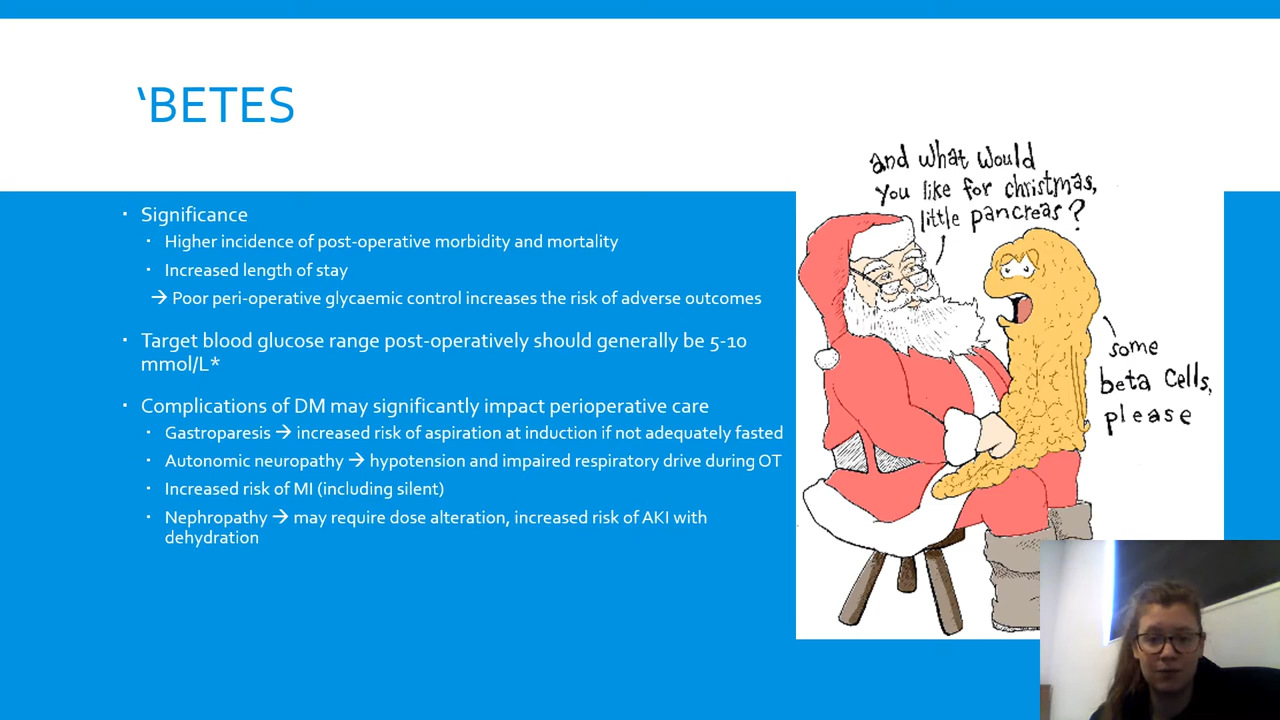 ‘BETES
Significance
Higher incidence of post-operative morbidity and mortality
Increased length of stay
→ Poor peri-operative glycaemic control increases the risk of adverse outcomes
Target blood glucose range post-operatively should generally be 5-10
mmol/L*
Complications of DM may significantly impact perioperative care
Gastroparesis → increased risk of aspiration at induction if not adequately fasted
Autonomic neuropathy → hypotension and impaired respiratory drive during OT
Increased risk of MI (including silent)
Nephropathy → may require dose alteration, increased risk of AKI with
dehydration
and what would
you like for christmas,
little pancreas?
some
beta cells,
please